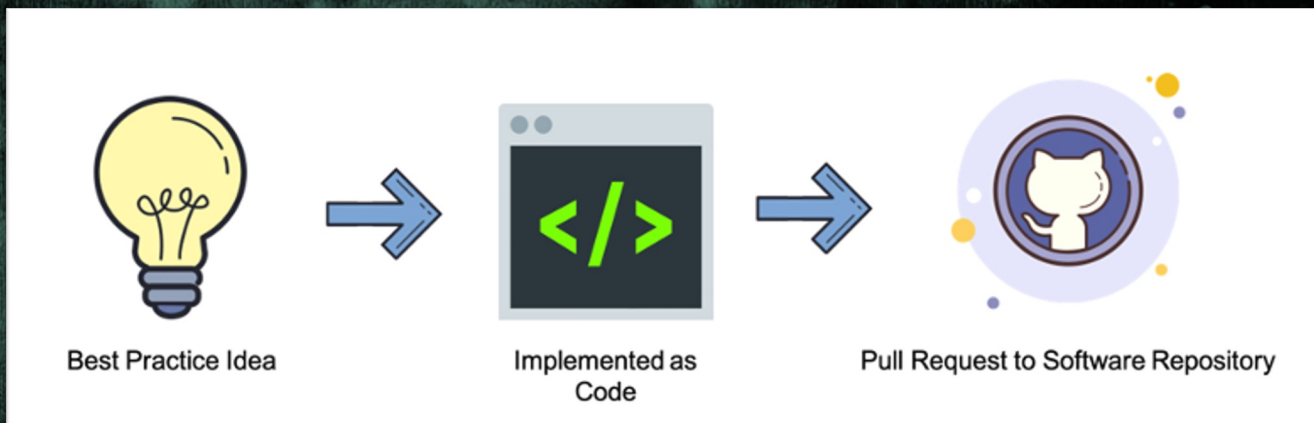 </>
Best Practice Idea
Implemented as
Code
Pull Request to Software Repository